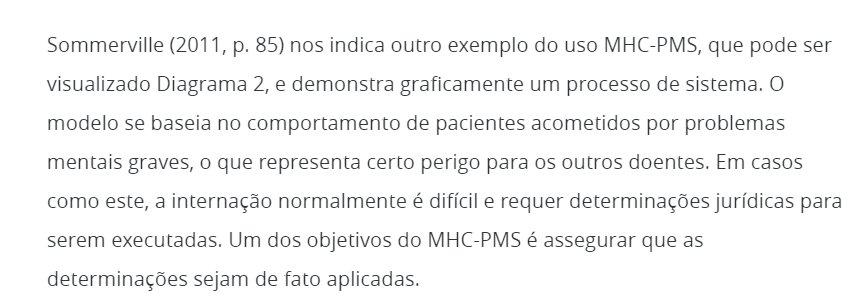 Sommerville (2011, p. 85) nos indica outro exemplo do uso MHC-PMS, que pode ser
visualizado Diagrama 2, e demonstra graficamente um processo de sistema. O
modelo se baseia no comportamento de pacientes acometidos por problemas
mentais graves, o que representa certo perigo para os outros doentes. Em casos
como este, a internação normalmente é difícil e requer determinações jurídicas para
serem executadas. Um dos objetivos do MHC-PMS é assegurar que as
determinações sejam de fato aplicadas.